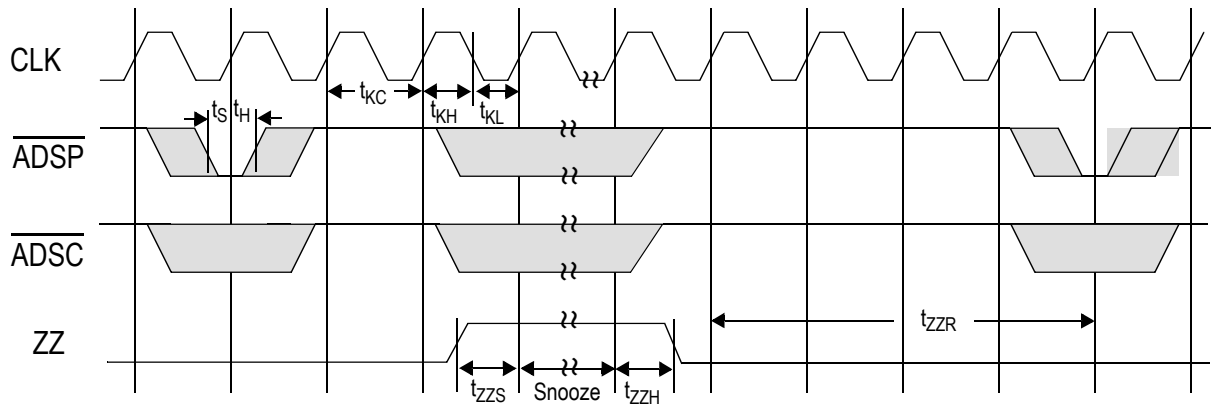 CLK
tKC
tKH
tKL
tS tH
ADSP
ADSC
ZZ
tZZR
tZZS
Snooze
tZZH